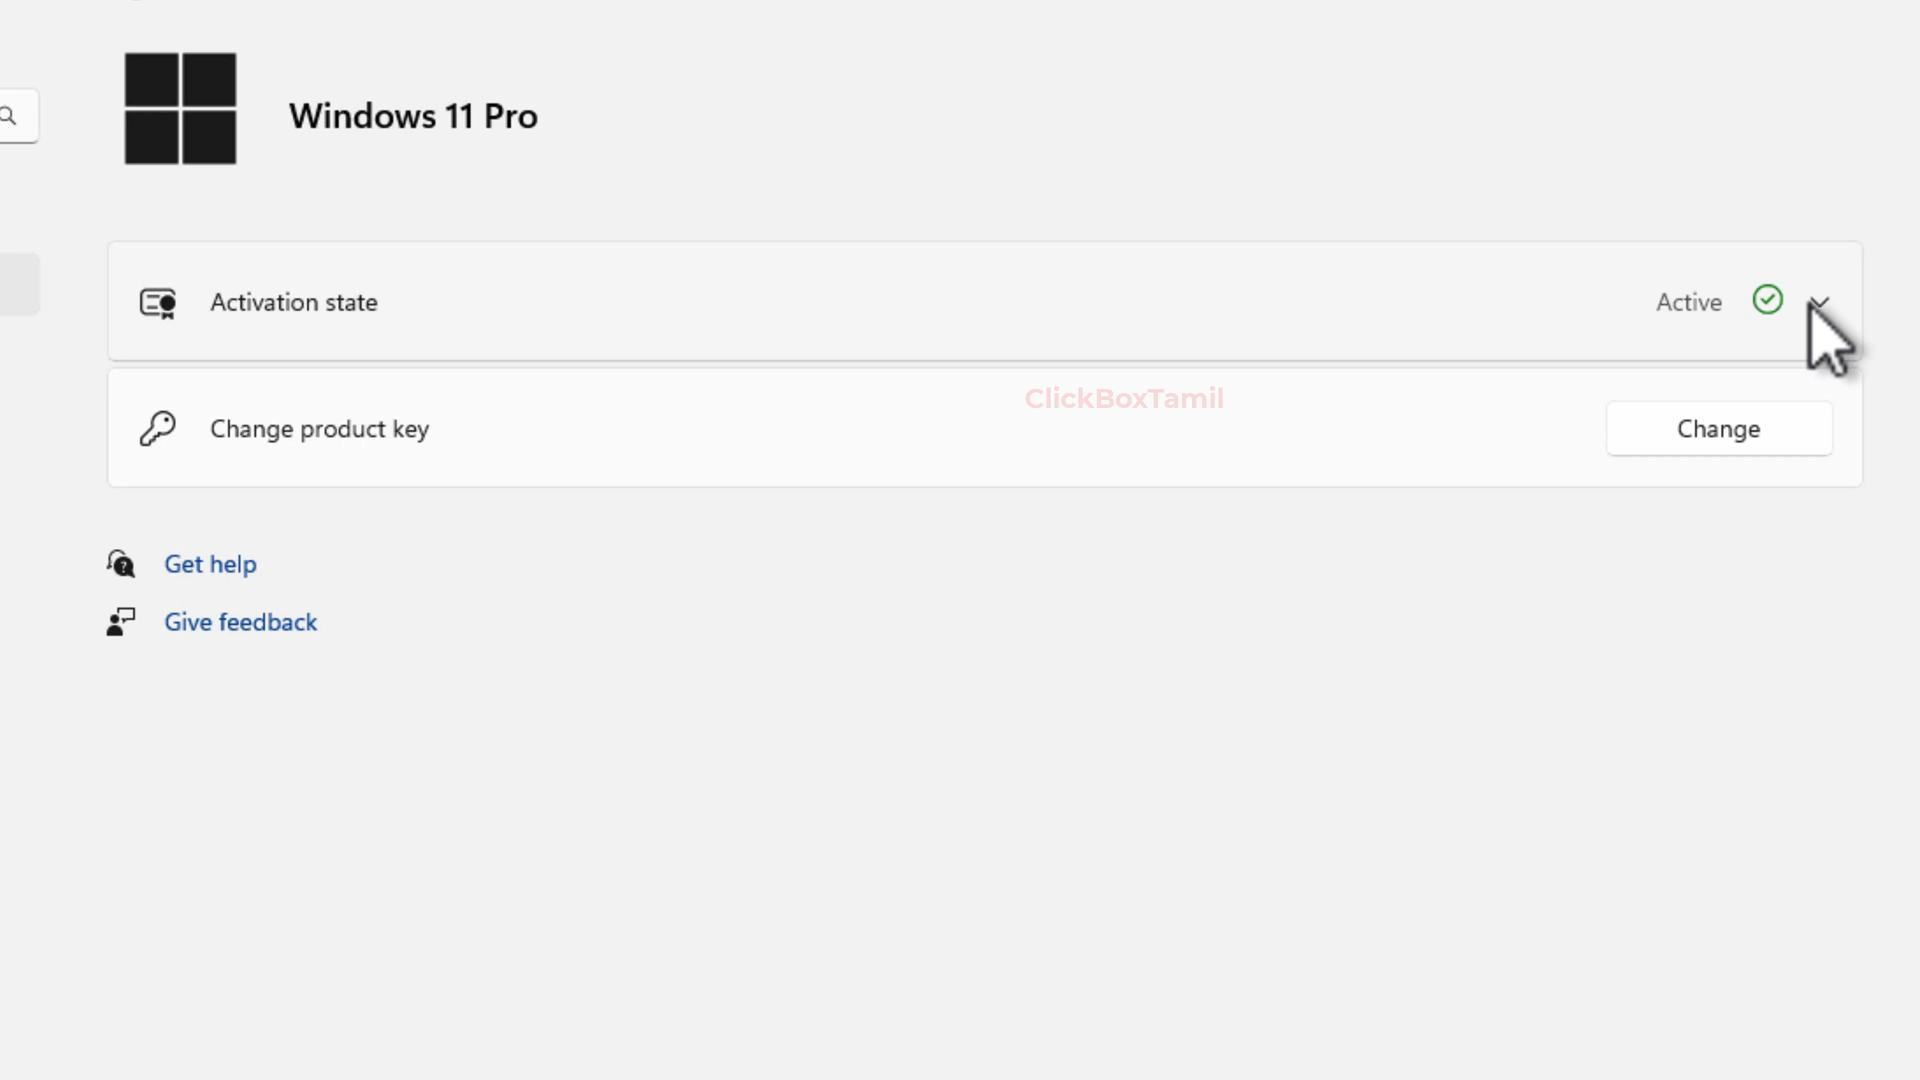 Windows 11 Pro
Activation state
Active
ClickBoxTamil
Change product key
Change
Get help
Give feedback